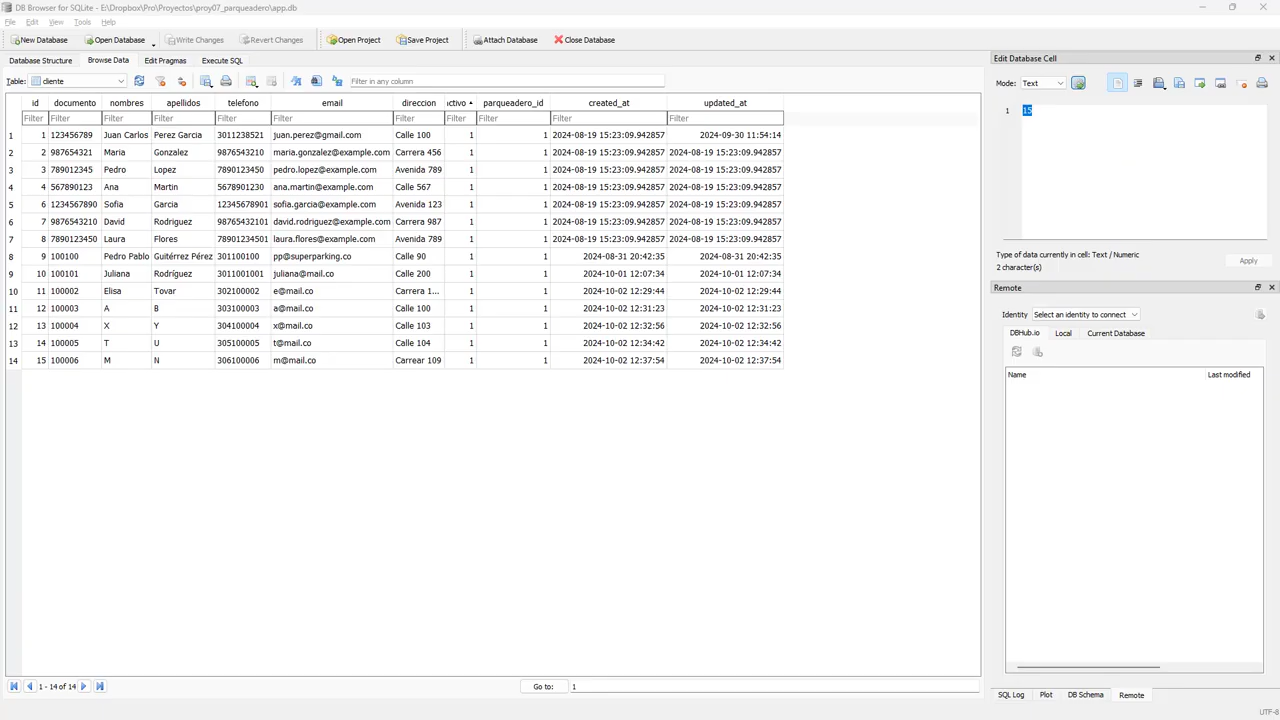 DB Browser for SQLite - E:\Dropbox\Pro\Proyectos\proy07_parqueadero\app.db
File Edit View Tools Help
New Database Open Database Write Changes Revert Changes Open Project Save Project Attach Database Close Database
Database Structure Browse Data Edit Pragmas Execute SQL
Table: cliente Filter in any column
id documento nombres apellidos telefono email direccion activo parqueadero_id created_at updated_at
Filter Filter Filter Filter Filter Filter Filter Filter Filter Filter Filter
1 1 123456789 Juan Carlos Perez Garcia 3011238521 juan.perez@gmail.com Calle 100 1 1 2024-08-19 15:23:09.942857 2024-09-30 11:54:14
2 2 987654321 Maria Gonzalez 9876543210 maria.gonzalez@example.com Carrera 456 1 1 2024-08-19 15:23:09.942857 2024-08-19 15:23:09.942857
3 3 789012345 Pedro Lopez 7890123450 pedro.lopez@example.com Avenida 789 1 1 2024-08-19 15:23:09.942857 2024-08-19 15:23:09.942857
4 4 567890123 Ana Martin 5678901230 ana.martin@example.com Calle 567 1 1 2024-08-19 15:23:09.942857 2024-08-19 15:23:09.942857
5 6 1234567890 Sofia Garcia 12345678901 sofia.garcia@example.com Avenida 123 1 1 2024-08-19 15:23:09.942857 2024-08-19 15:23:09.942857
6 7 9876543210 David Rodriguez 98765432101 david.rodriguez@example.com Carrera 987 1 1 2024-08-19 15:23:09.942857 2024-08-19 15:23:09.942857
7 8 7890123450 Laura Flores 78901234501 laura.flores@example.com Avenida 789 1 1 2024-08-19 15:23:09.942857 2024-08-19 15:23:09.942857
8 9 100100 Pedro Pablo Guitérrez Pérez 301100100 pp@superparking.co Calle 90 1 1 2024-08-31 20:42:35 2024-08-31 20:42:35
9 10 100101 Juliana Rodríguez 3011001001 juliana@mail.co Calle 200 1 1 2024-10-01 12:07:34 2024-10-01 12:07:34
10 11 100002 Elisa Tovar 302100002 e@mail.co Carrera 1... 1 1 2024-10-02 12:29:44 2024-10-02 12:29:44
11 12 100003 A B 303100003 a@mail.co Calle 100 1 1 2024-10-02 12:31:23 2024-10-02 12:31:23
12 13 100004 X Y 304100004 x@mail.co Calle 103 1 1 2024-10-02 12:32:56 2024-10-02 12:32:56
13 14 100005 T U 305100005 t@mail.co Calle 104 1 1 2024-10-02 12:34:42 2024-10-02 12:34:42
14 15 100006 M N 306100006 m@mail.co Carrear 109 1 1 2024-10-02 12:37:54 2024-10-02 12:37:54
1 - 14 of 14 Go to: 1
Edit Database Cell
Mode: Text
1 15
Type of data currently in cell: Text / Numeric
2 character(s)
Apply
Remote
Identity Select an identity to connect
DBHub.io Local Current Database
Name Last modified
SQL Log Plot DB Schema Remote
UTF-8